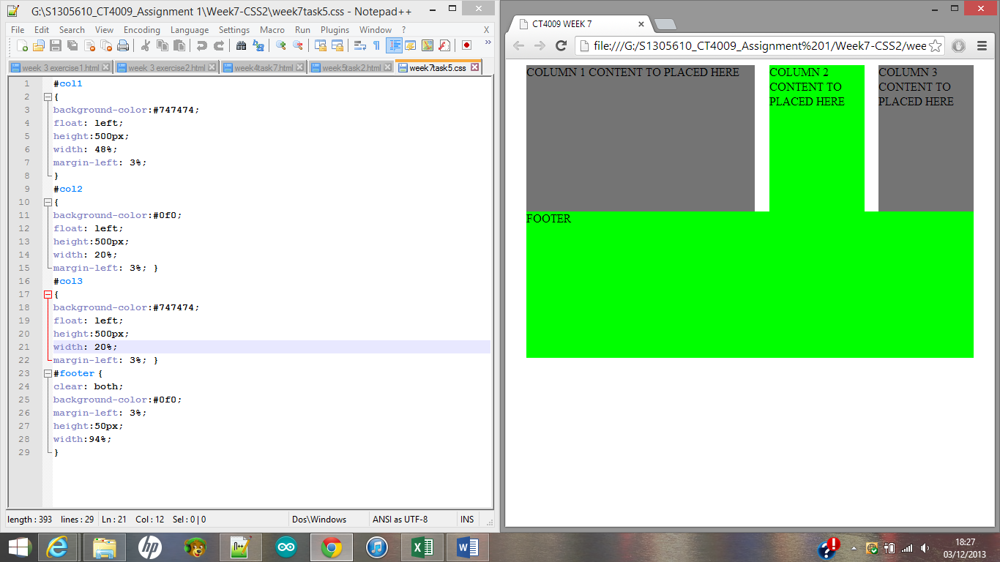 G:\S1305610_CT4009_Assignment 1\Week7-CSS2\week7task5.css - Notepad++
File Edit Search View Encoding Language Settings Macro Run Plugins Window ? X
week 3 exercise1.html week 3 exercise2.html week4task7.html week5task2.html week7task5.css
1 #col1
2 {
3 background-color:#747474;
4 float: left;
5 height:500px;
6 width: 48%;
7 margin-left: 3%;
8 }
9 #col2
10 {
11 background-color:#0f0;
12 float: left;
13 height:500px;
14 width: 20%;
15 margin-left: 3%; }
16 #col3
17 {
18 background-color:#747474;
19 float: left;
20 height:500px;
21 width: 20%;
22 margin-left: 3%; }
23 #footer {
24 clear: both;
25 background-color:#0f0;
26 margin-left: 3%;
27 height:50px;
28 width:94%;
29 }
length : 393 lines : 29 Ln : 21 Col : 12 Sel : 0 | 0 Dos\Windows ANSI as UTF-8 INS
CT4009 WEEK 7
file:///G:/S1305610_CT4009_Assignment%201/Week7-CSS2/wee
COLUMN 1 CONTENT TO PLACED HERE
COLUMN 2
CONTENT TO
PLACED HERE
COLUMN 3
CONTENT TO
PLACED HERE
FOOTER
18:27
03/12/2013